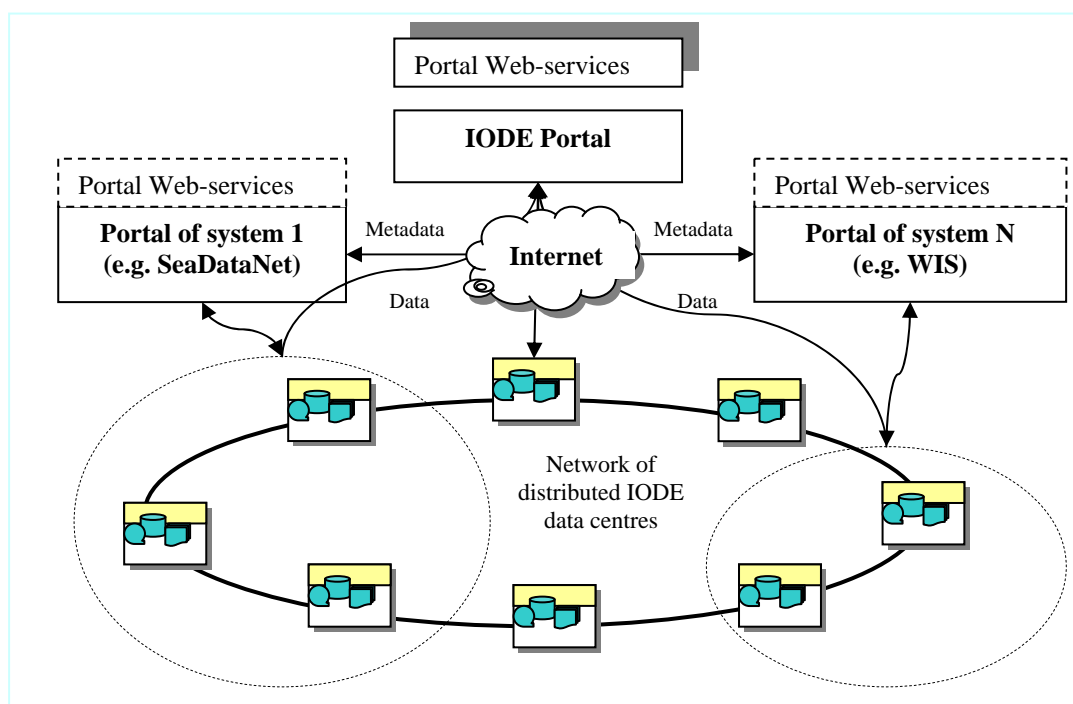 Portal Web-services
IODE Portal
Portal Web-services
Portal of system 1
(e.g. SeaDataNet)
Portal Web-services
Portal of system N
(e.g. WIS)
Metadata
Metadata
Internet
Data
Data
Network of
distributed IODE
data centres